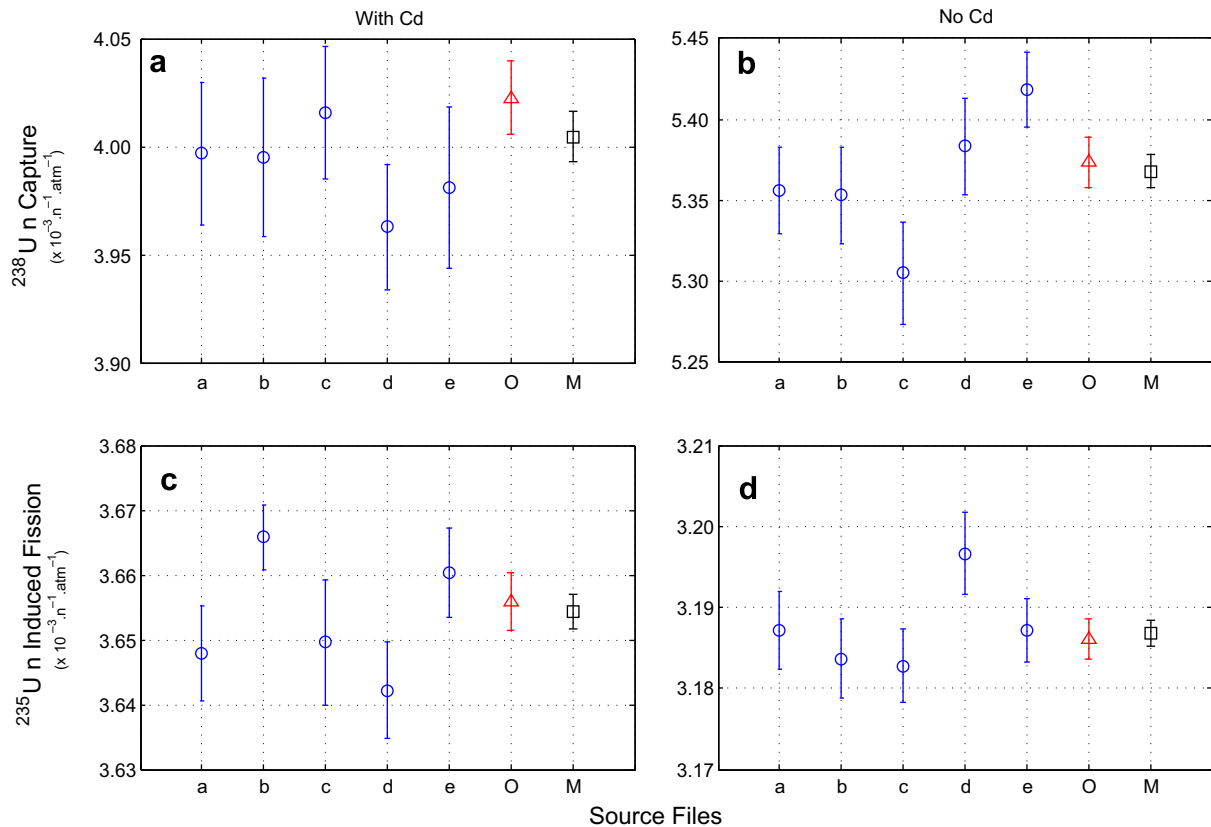 With Cd
No Cd
a
4.05
4.00
3.95
3.90
²³⁸U n Capture
(x 10⁻³.n⁻¹.atm⁻¹)
a b c d e O M
b
5.45
5.40
5.35
5.30
5.25
a b c d e O M
c
3.68
3.67
3.66
3.65
3.64
3.63
²³⁵U n Induced Fission
(x 10⁻³.n⁻¹.atm⁻¹)
a b c d e O M
d
3.21
3.20
3.19
3.18
3.17
a b c d e O M
Source Files